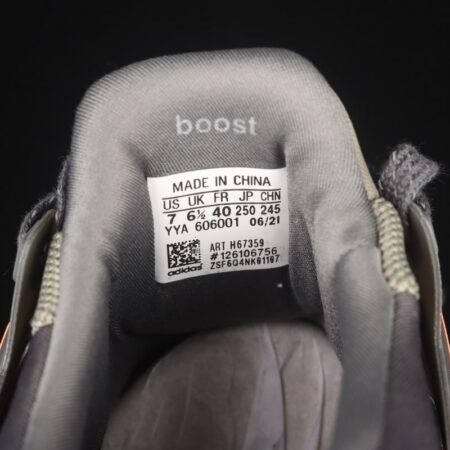 boost
MADE IN CHINA
US UK FR JP CHN
7 6½ 40 250 245
YYA 606001 06/21
ART H67359
#126106756
adidas ZSF6Q4NK01107